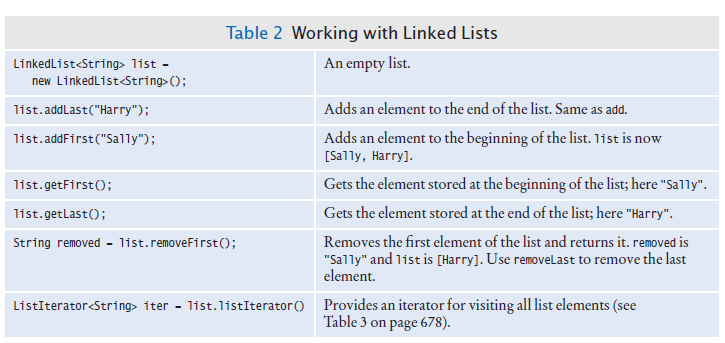 Table 2 Working with Linked Lists
LinkedList<String> list =
new LinkedList<String>();
An empty list.
list.addLast("Harry");
Adds an element to the end of the list. Same as add.
list.addFirst("Sally");
Adds an element to the beginning of the list. list is now
[Sally, Harry].
list.getFirst();
Gets the element stored at the beginning of the list; here "Sally".
list.getLast();
Gets the element stored at the end of the list; here "Harry".
String removed = list.removeFirst();
Removes the first element of the list and returns it. removed is
"Sally" and list is [Harry]. Use removeLast to remove the last
element.
ListIterator<String> iter = list.listIterator()
Provides an iterator for visiting all list elements (see
Table 3 on page 678).